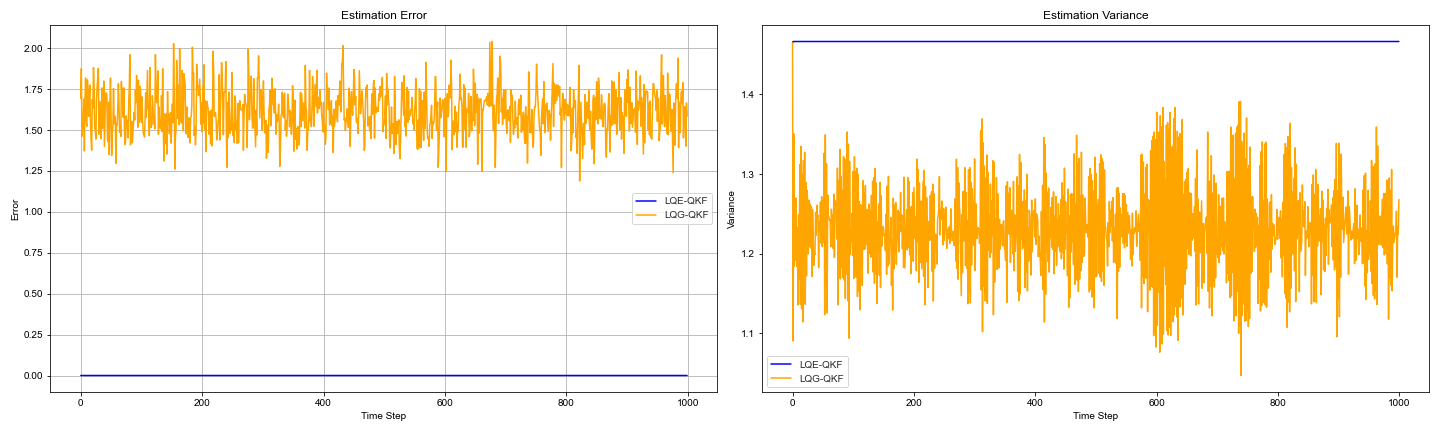 Estimation Error
Error
2.00
1.75
1.50
1.25
1.00
0.75
0.50
0.25
0.00
LQE-QKF
LQG-QKF
0
200
400
600
800
1000
Time Step
Estimation Variance
Variance
1.4
1.3
1.2
1.1
LQE-QKF
LQG-QKF
0
200
400
600
800
1000
Time Step